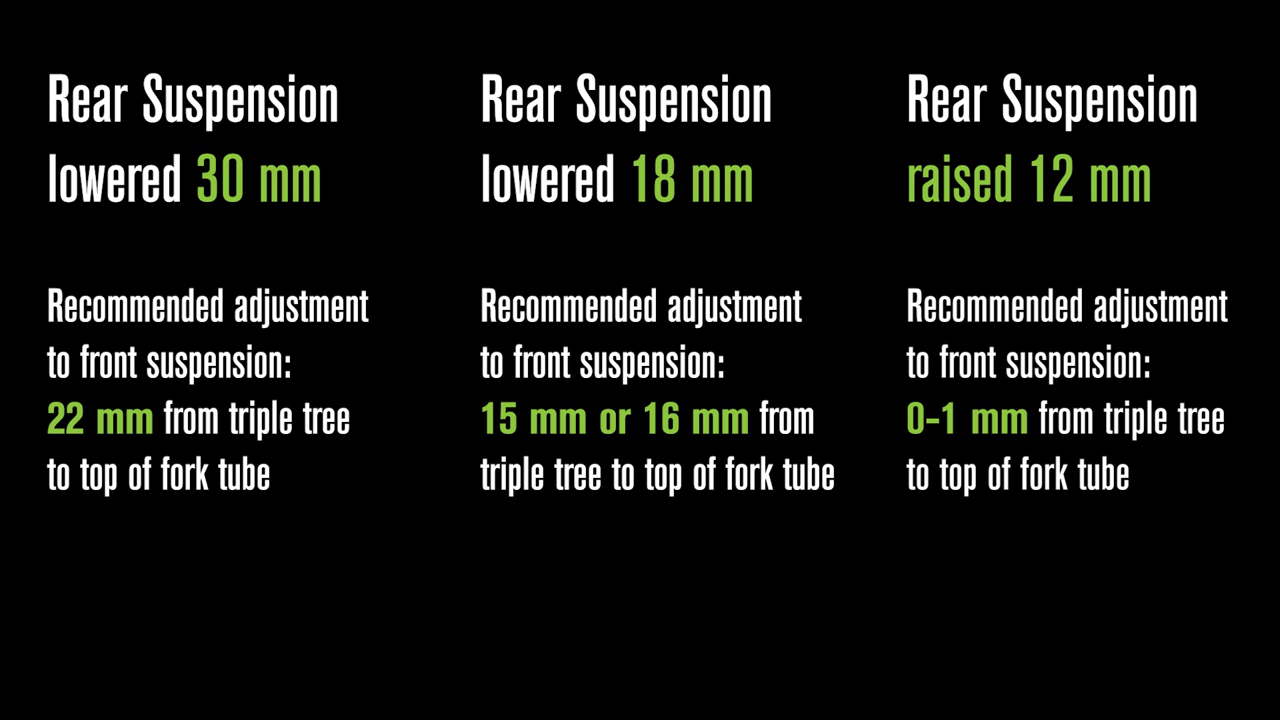 Rear Suspension
lowered 30 mm
Recommended adjustment
to front suspension:
22 mm from triple tree
to top of fork tube
Rear Suspension
lowered 18 mm
Recommended adjustment
to front suspension:
15 mm or 16 mm from
triple tree to top of fork tube
Rear Suspension
raised 12 mm
Recommended adjustment
to front suspension:
0-1 mm from triple tree
to top of fork tube